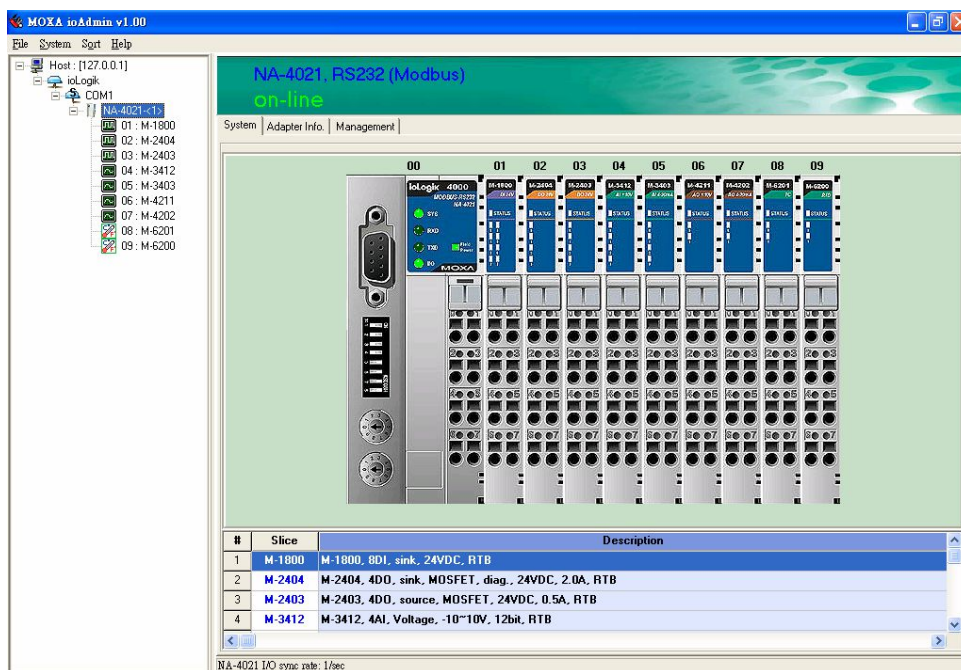 MOXA ioAdmin v1.00
File System Sort Help
Host : [127.0.0.1]
ioLogik
COM1
NA-4021-<1>
01 : M-1800
02 : M-2404
03 : M-2403
04 : M-3412
05 : M-3403
06 : M-4211
07 : M-4202
08 : M-6201
09 : M-6200
NA-4021, RS232 (Modbus)
on-line
System Adapter Info. Management
00 01 02 03 04 05 06 07 08 09
ioLogik 4000
MODBUS-RS232
NA-4021
SYS
RXD
TXD
Field Power
I/O
MOXA
M-1800 M-2404 M-2403 M-3412 M-3403 M-4211 M-4202 M-6201 M-6200
STATUS STATUS STATUS STATUS STATUS STATUS STATUS STATUS STATUS
# Slice Description
1 M-1800 M-1800, 8DI, sink, 24VDC, RTB
2 M-2404 M-2404, 4DO, sink, MOSFET, diag., 24VDC, 2.0A, RTB
3 M-2403 M-2403, 4DO, source, MOSFET, 24VDC, 0.5A, RTB
4 M-3412 M-3412, 4AI, Voltage, -10~10V, 12bit, RTB
NA-4021 I/O sync rate: 1/sec